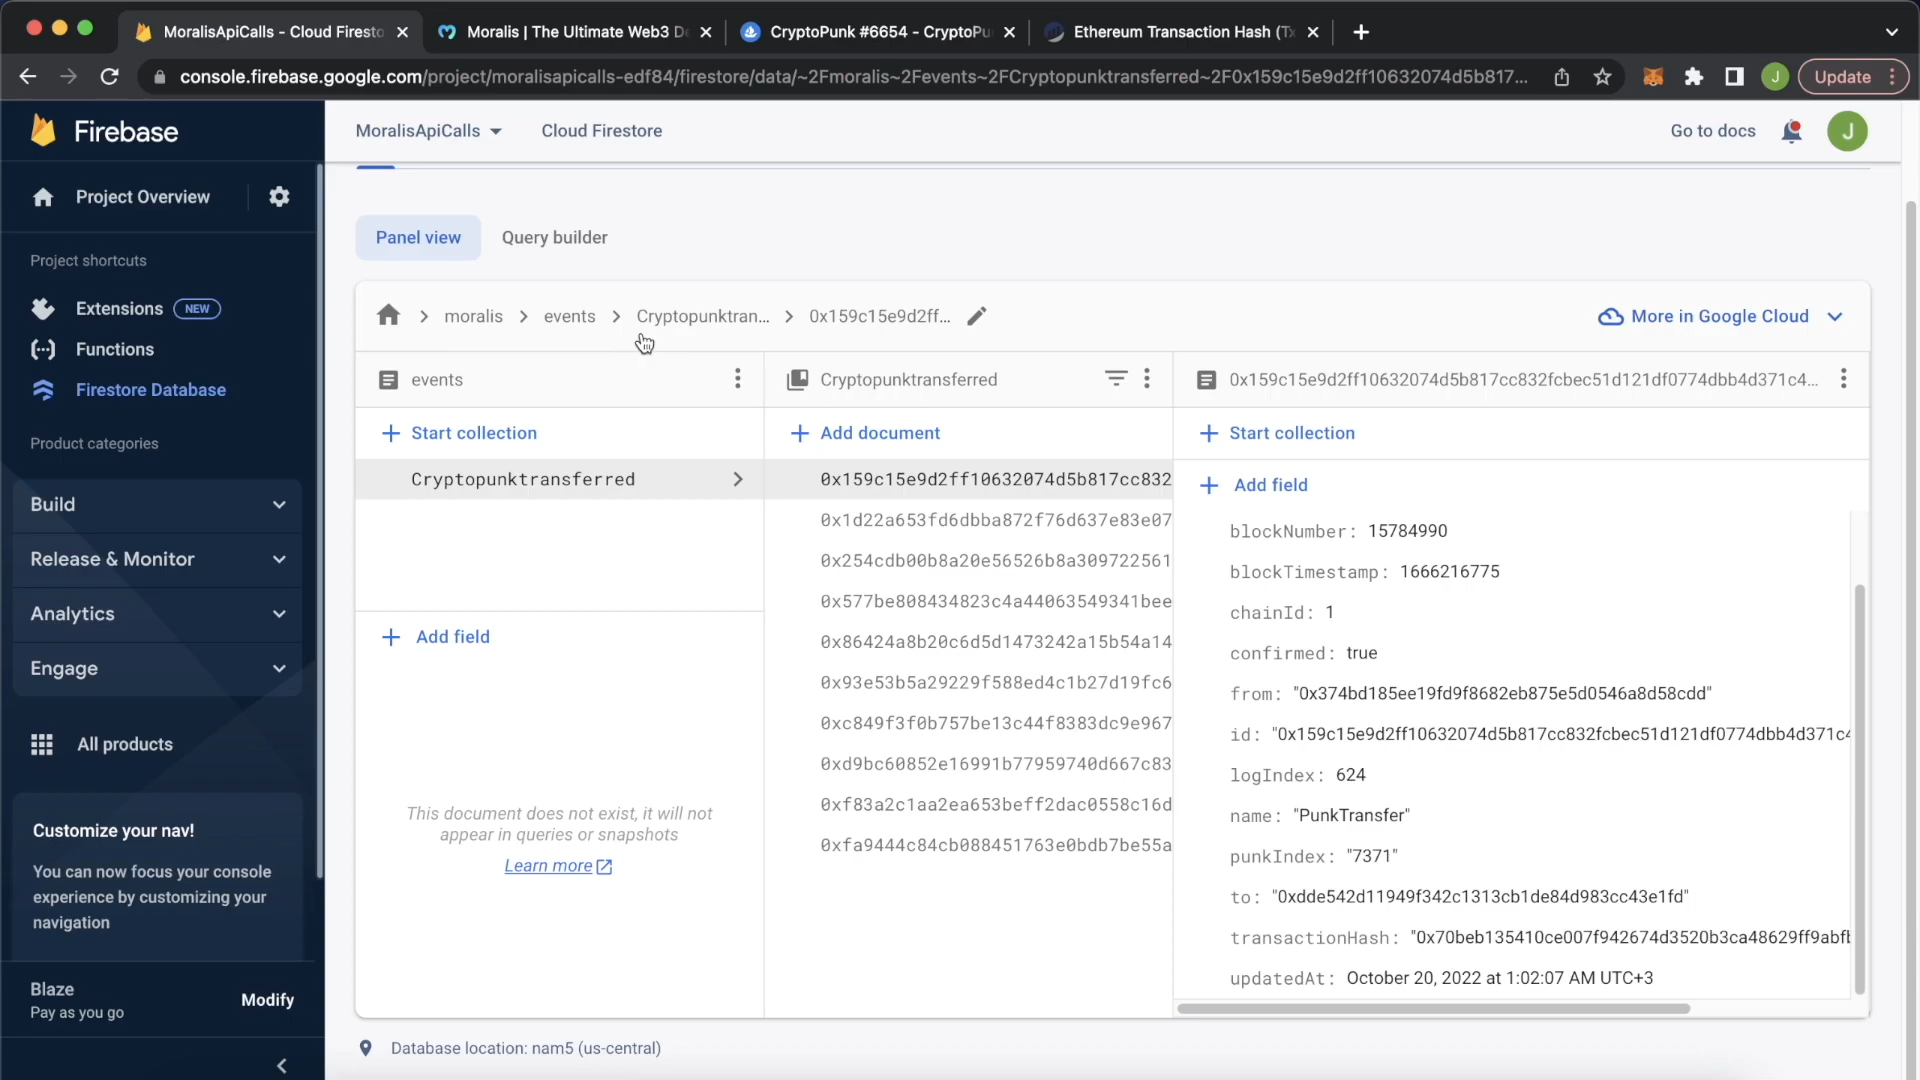 MoralisApiCalls - Cloud Firesto
Moralis | The Ultimate Web3 De
CryptoPunk #6654 - CryptoPu
Ethereum Transaction Hash (Tx
console.firebase.google.com/project/moralisapicalls-edf84/firestore/data/~2Fmoralis~2Fevents~2FCryptopunktransferred~2F0x159c15e9d2ff10632074d5b817...
J
Update
Firebase
MoralisApiCalls
Cloud Firestore
Go to docs
J
Project Overview
Project shortcuts
Extensions
NEW
Functions
Firestore Database
Product categories
Build
Release & Monitor
Analytics
Engage
All products
Customize your nav!
You can now focus your console
experience by customizing your
navigation
Blaze
Pay as you go
Modify
Panel view
Query builder
moralis
events
Cryptopunktran...
0x159c15e9d2ff...
More in Google Cloud
events
Start collection
Cryptopunktransferred
Add field
This document does not exist, it will not
appear in queries or snapshots
Learn more
Cryptopunktransferred
Add document
0x159c15e9d2ff10632074d5b817cc832
0x1d22a653fd6dbba872f76d637e83e07
0x254cdb00b8a20e56526b8a309722561
0x577be808434823c4a44063549341bee
0x86424a8b20c6d5d1473242a15b54a14
0x93e53b5a29229f588ed4c1b27d19fc6
0xc849f3f0b757be13c44f8383dc9e967
0xd9bc60852e16991b77959740d667c83
0xf83a2c1aa2ea653beff2dac0558c16d
0xfa9444c84cb088451763e0bdb7be55a
0x159c15e9d2ff10632074d5b817cc832fcbec51d121df0774dbb4d371c4...
Start collection
Add field
blockNumber: 15784990
blockTimestamp: 1666216775
chainId: 1
confirmed: true
from: "0x374bd185ee19fd9f8682eb875e5d0546a8d58cdd"
id: "0x159c15e9d2ff10632074d5b817cc832fcbec51d121df0774dbb4d371c4
logIndex: 624
name: "PunkTransfer"
punkIndex: "7371"
to: "0xdde542d11949f342c1313cb1de84d983cc43e1fd"
transactionHash: "0x70beb135410ce007f942674d3520b3ca48629ff9abft
updatedAt: October 20, 2022 at 1:02:07 AM UTC+3
Database location: nam5 (us-central)